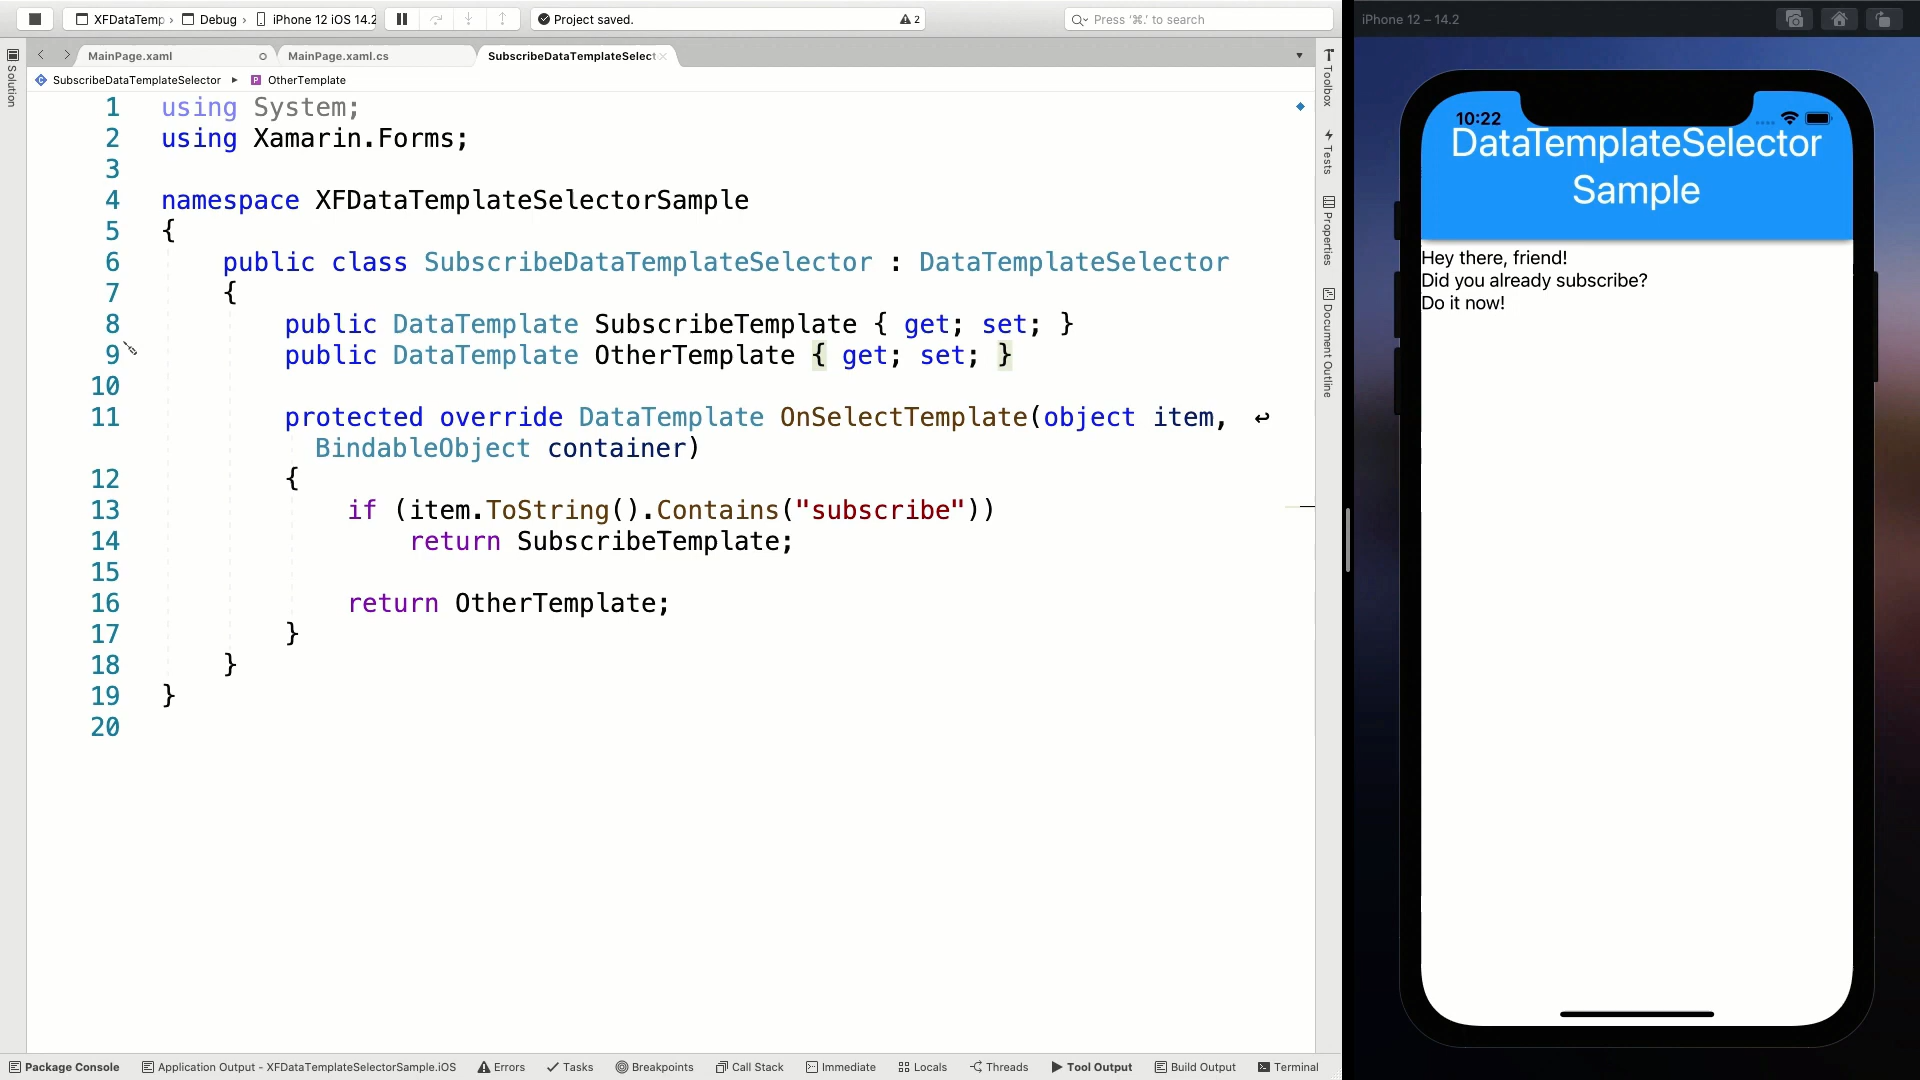 XFDataTemp › Debug › iPhone 12 iOS 14.2
Project saved.
2
Press '⌘.' to search
MainPage.xaml
MainPage.xaml.cs
SubscribeDataTemplateSelect
SubscribeDataTemplateSelector ▸ OtherTemplate
Solution
1 using System;
2 using Xamarin.Forms;
3
4 namespace XFDataTemplateSelectorSample
5 {
6 public class SubscribeDataTemplateSelector : DataTemplateSelector
7 {
8 public DataTemplate SubscribeTemplate { get; set; }
9 public DataTemplate OtherTemplate { get; set; }
10
11 protected override DataTemplate OnSelectTemplate(object item, ↩
BindableObject container)
12 {
13 if (item.ToString().Contains("subscribe"))
14 return SubscribeTemplate;
15
16 return OtherTemplate;
17 }
18 }
19 }
20
Toolbox
Tests
Properties
Document Outline
Package Console
Application Output - XFDataTemplateSelectorSample.iOS
Errors
Tasks
Breakpoints
Call Stack
Immediate
Locals
Threads
Tool Output
Build Output
Terminal
iPhone 12 – 14.2
10:22
DataTemplateSelector
Sample
Hey there, friend!
Did you already subscribe?
Do it now!